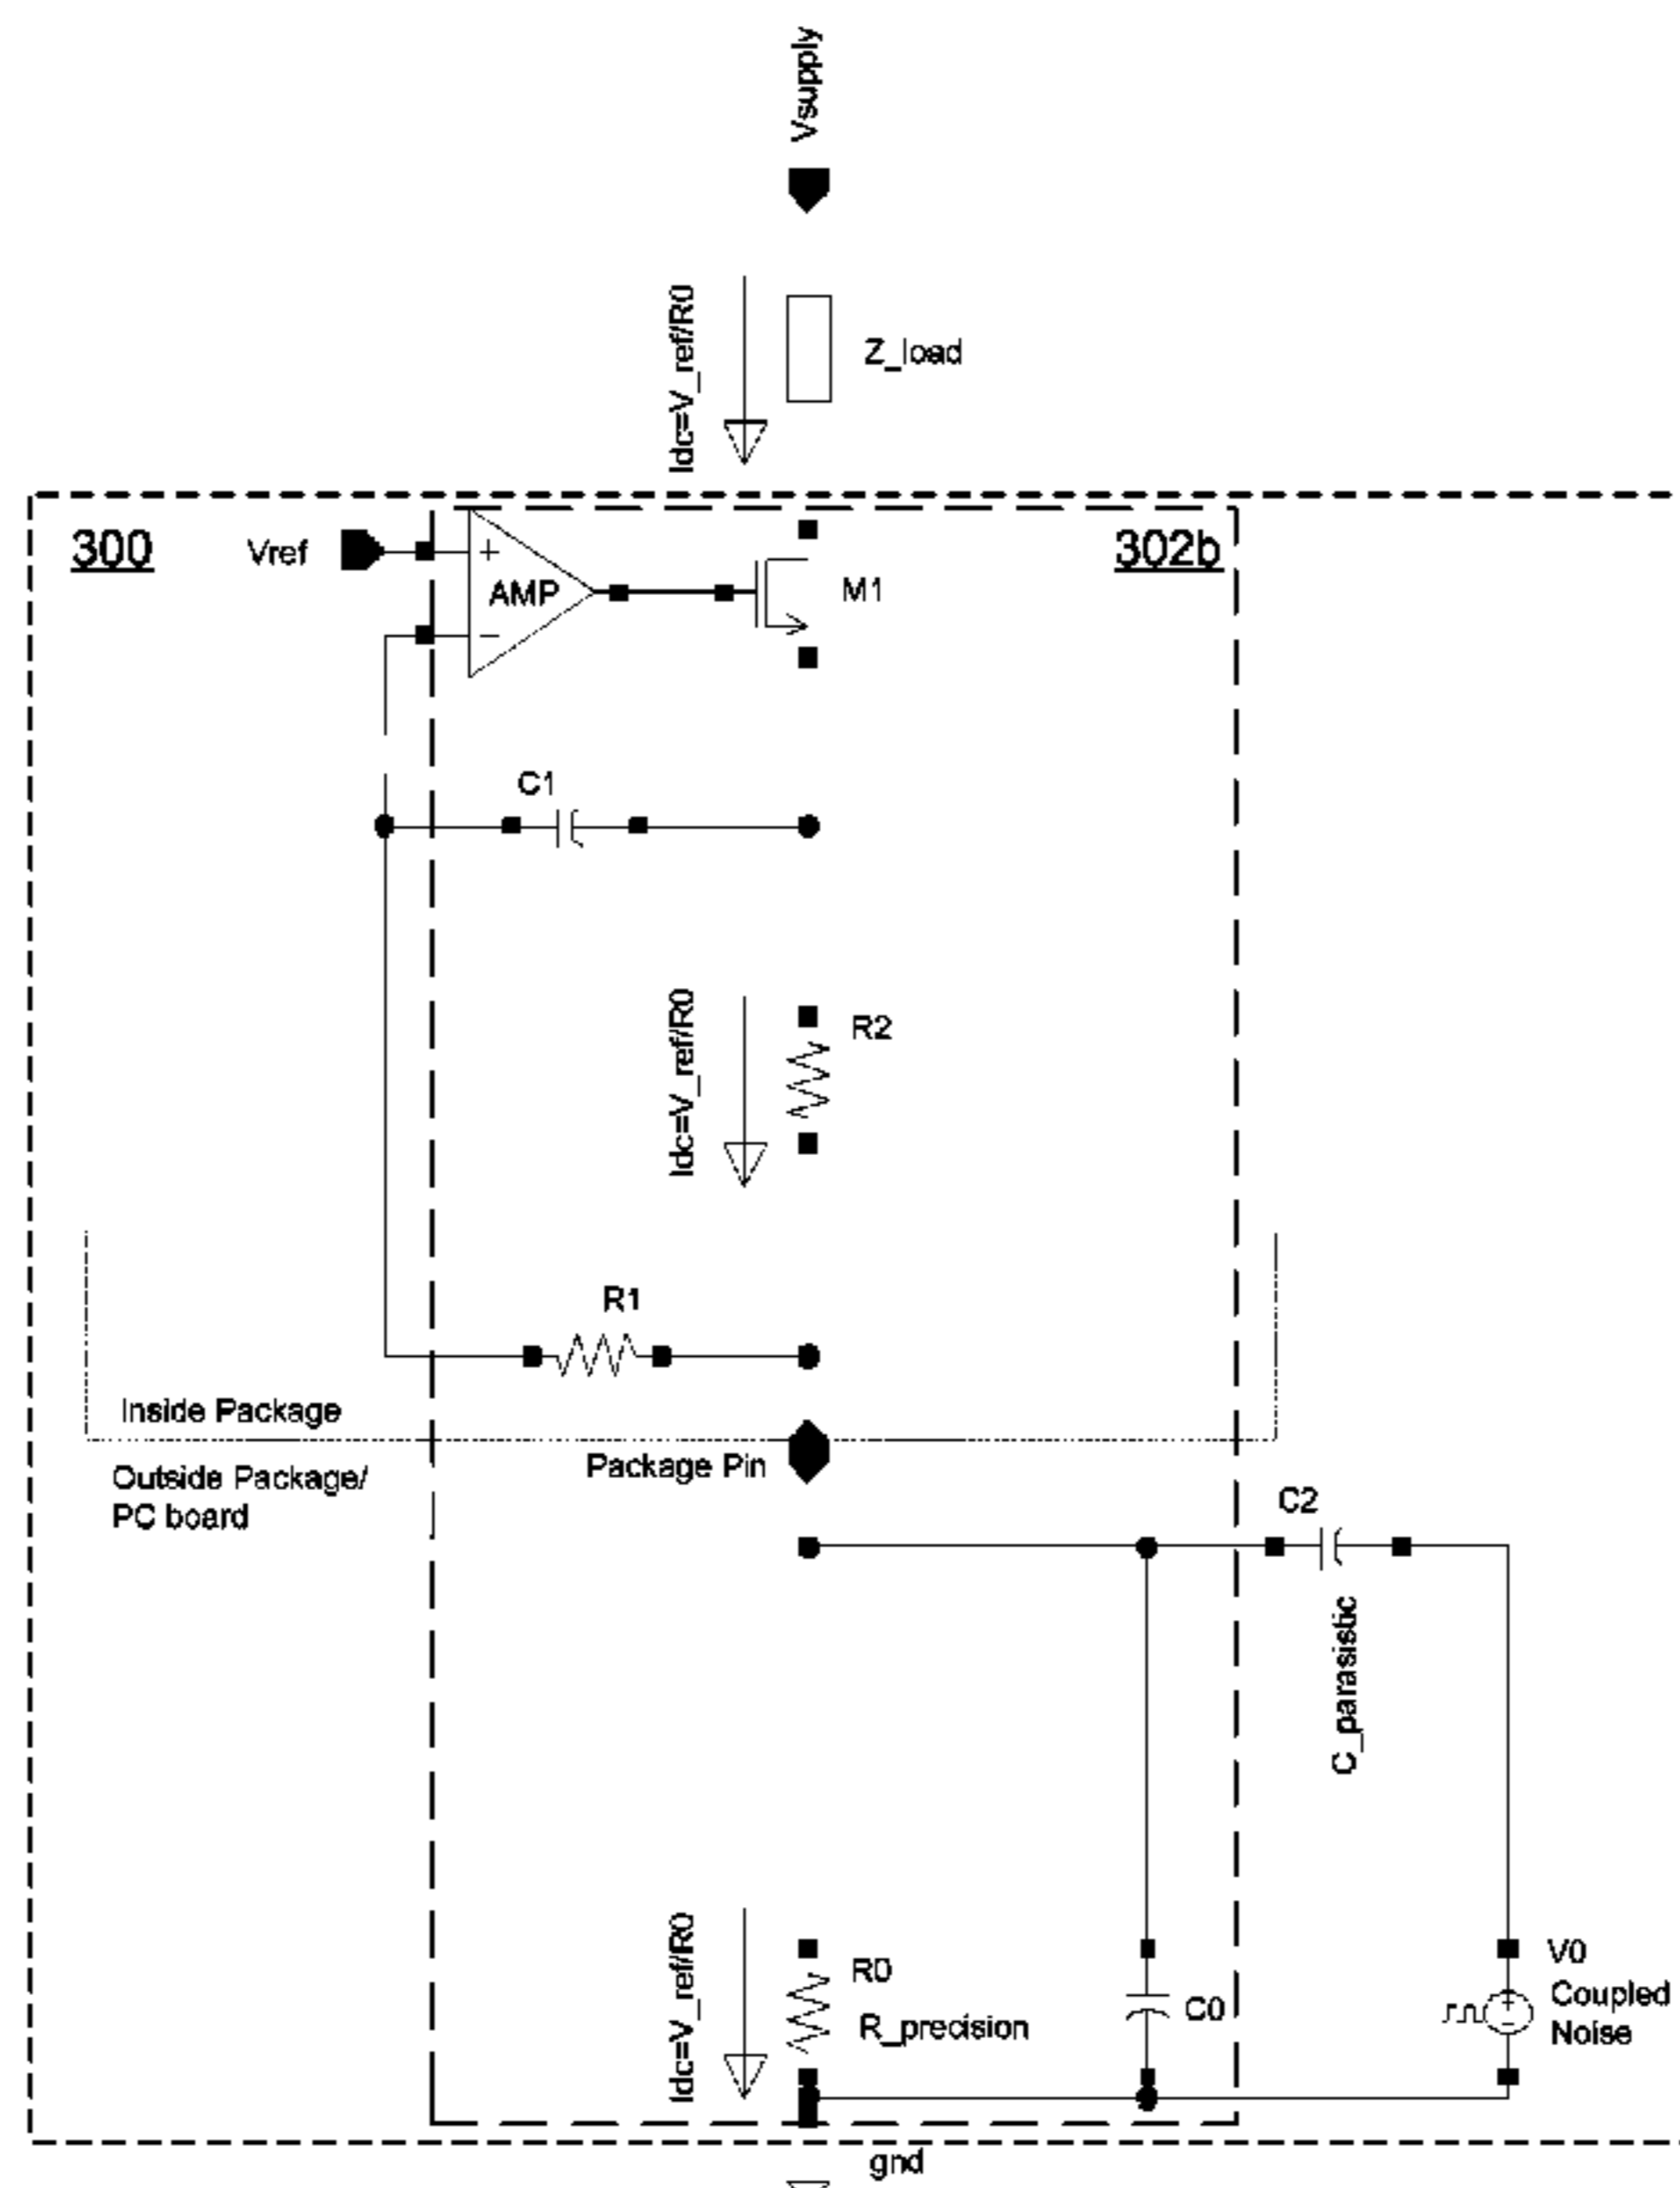 Vsupply
Idc=V_ref/R0
Z_load
300
Vref
+
AMP
−
M1
302b
C1
Idc=V_ref/R0
R2
R1
Inside Package
Outside Package/
PC board
Package Pin
C2
C_parasistic
Idc=V_ref/R0
R0
R_precision
C0
V0
Coupled
Noise
+
-
gnd